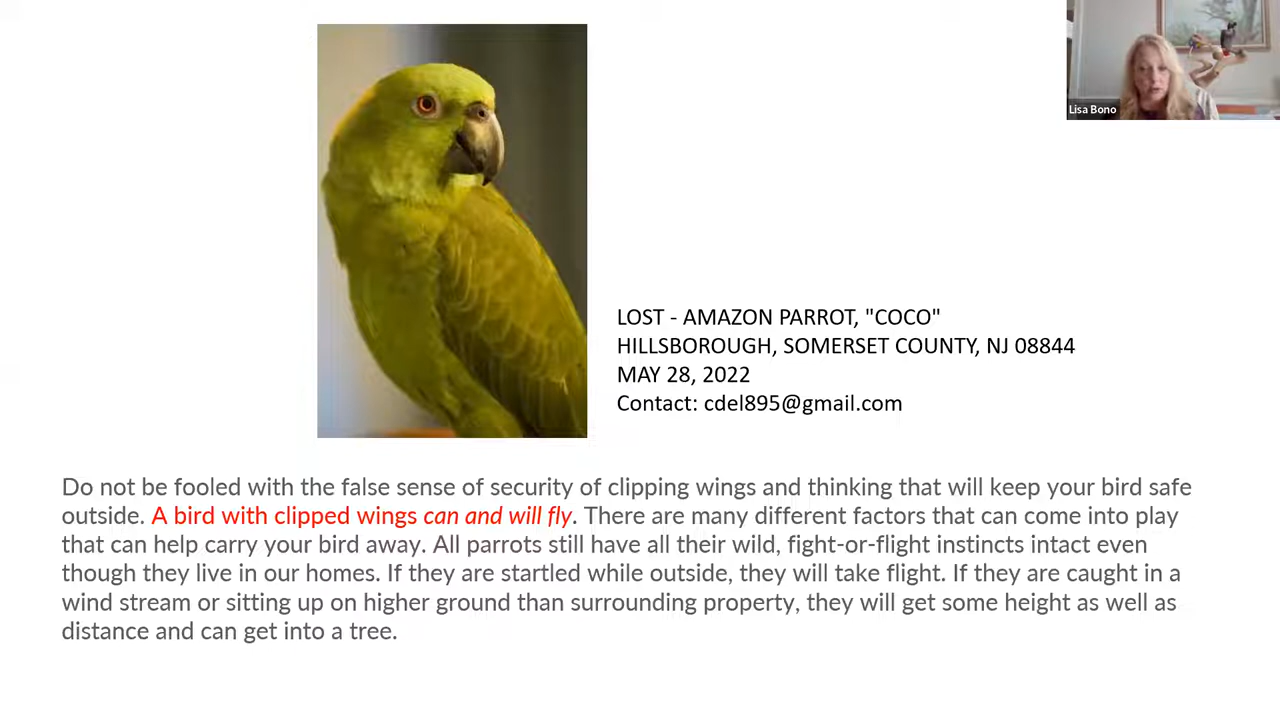 Lisa Bono
LOST - AMAZON PARROT, "COCO"
HILLSBOROUGH, SOMERSET COUNTY, NJ 08844
MAY 28, 2022
Contact: cdel895@gmail.com
Do not be fooled with the false sense of security of clipping wings and thinking that will keep your bird safe
outside. A bird with clipped wings can and will fly. There are many different factors that can come into play
that can help carry your bird away. All parrots still have all their wild, fight-or-flight instincts intact even
though they live in our homes. If they are startled while outside, they will take flight. If they are caught in a
wind stream or sitting up on higher ground than surrounding property, they will get some height as well as
distance and can get into a tree.